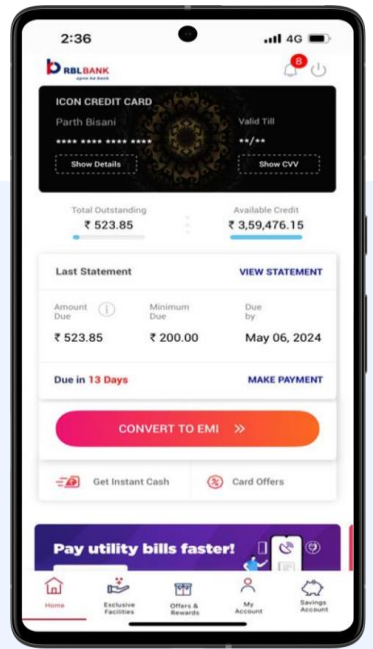 2:36
4G
RBLBANK
apno ka bank
8
ICON CREDIT CARD
Parth Bisani
Valid Till
**** **** **** ****
**/**
Show Details
Show CVV
Total Outstanding
Available Credit
₹ 523.85
₹ 3,59,476.15
Last Statement
VIEW STATEMENT
Amount Due
Minimum Due
Due by
₹ 523.85
₹ 200.00
May 06, 2024
Due in 13 Days
MAKE PAYMENT
CONVERT TO EMI »
Get Instant Cash
Card Offers
Pay utility bills faster!
Home
Exclusive Facilities
Offers & Rewards
My Account
Savings Account